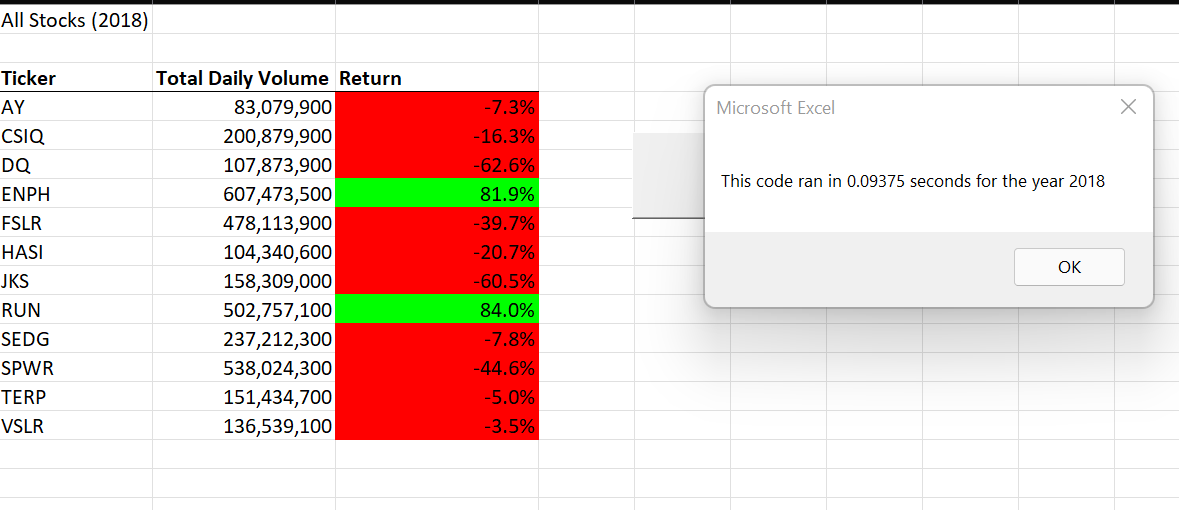 All Stocks (2018)
Ticker Total Daily Volume Return
AY 83,079,900 -7.3%
CSIQ 200,879,900 -16.3%
DQ 107,873,900 -62.6%
ENPH 607,473,500 81.9%
FSLR 478,113,900 -39.7%
HASI 104,340,600 -20.7%
JKS 158,309,000 -60.5%
RUN 502,757,100 84.0%
SEDG 237,212,300 -7.8%
SPWR 538,024,300 -44.6%
TERP 151,434,700 -5.0%
VSLR 136,539,100 -3.5%
Microsoft Excel
This code ran in 0.09375 seconds for the year 2018
OK